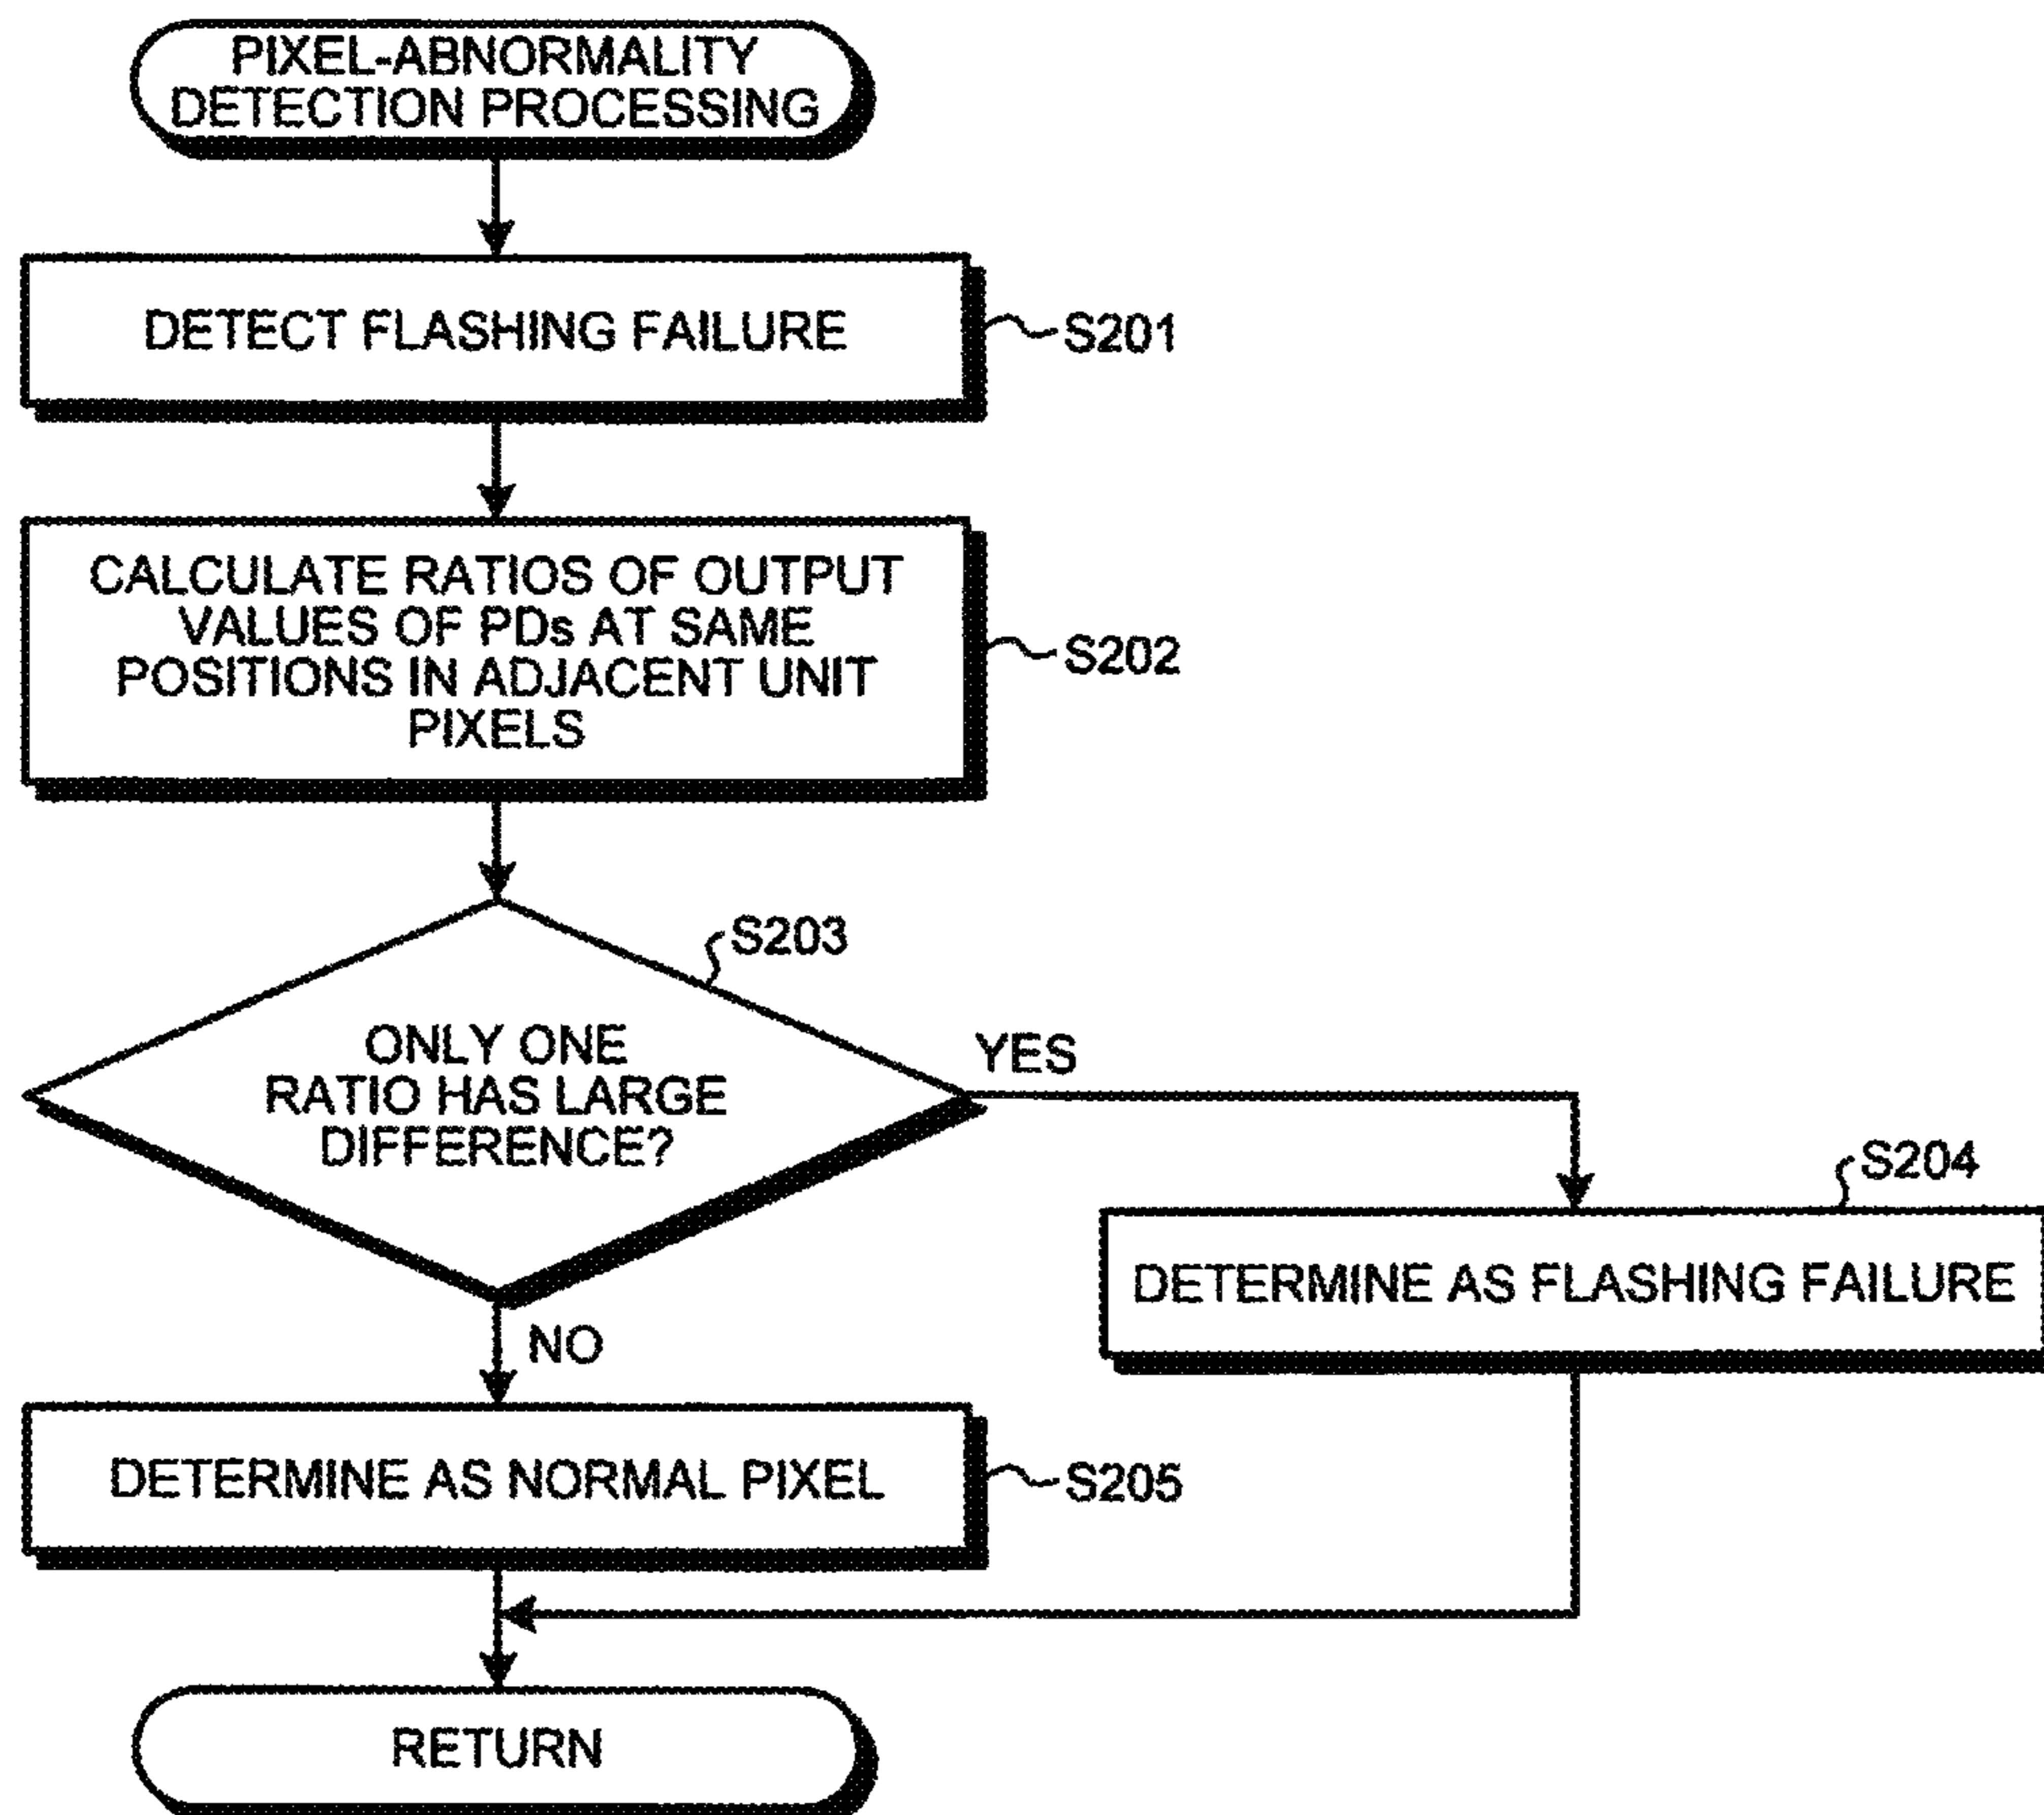 PIXEL-ABNORMALITY
DETECTION PROCESSING
DETECT FLASHING FAILURE
S201
CALCULATE RATIOS OF OUTPUT
VALUES OF PDs AT SAME
POSITIONS IN ADJACENT UNIT
PIXELS
S202
S203
ONLY ONE
RATIO HAS LARGE
DIFFERENCE?
YES
S204
DETERMINE AS FLASHING FAILURE
NO
DETERMINE AS NORMAL PIXEL
S205
RETURN